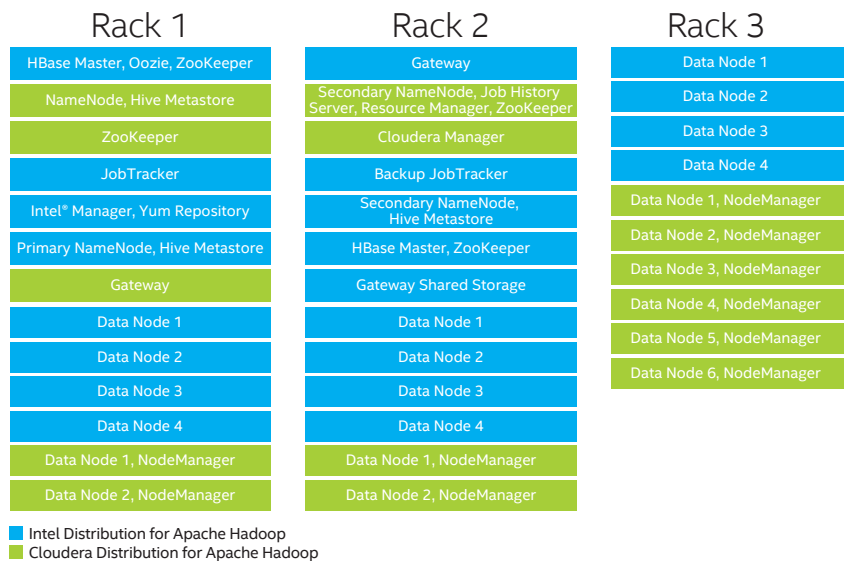 Rack 1
HBase Master, Oozie, ZooKeeper
NameNode, Hive Metastore
ZooKeeper
JobTracker
Intel® Manager, Yum Repository
Primary NameNode, Hive Metastore
Gateway
Data Node 1
Data Node 2
Data Node 3
Data Node 4
Data Node 1, NodeManager
Data Node 2, NodeManager
Rack 2
Gateway
Secondary NameNode, Job History
Server, Resource Manager, ZooKeeper
Cloudera Manager
Backup JobTracker
Secondary NameNode,
Hive Metastore
HBase Master, ZooKeeper
Gateway Shared Storage
Data Node 1
Data Node 2
Data Node 3
Data Node 4
Data Node 1, NodeManager
Data Node 2, NodeManager
Rack 3
Data Node 1
Data Node 2
Data Node 3
Data Node 4
Data Node 1, NodeManager
Data Node 2, NodeManager
Data Node 3, NodeManager
Data Node 4, NodeManager
Data Node 5, NodeManager
Data Node 6, NodeManager
Intel Distribution for Apache Hadoop
Cloudera Distribution for Apache Hadoop